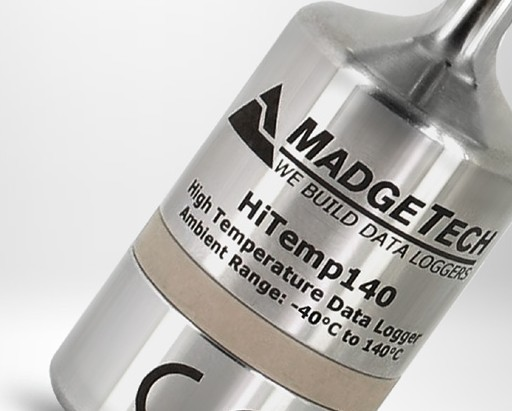 MADGETECH
WE BUILD DATA LOGGERS
HiTemp140
High Temperature Data Logger
Ambient Range: -40°C to 140°C